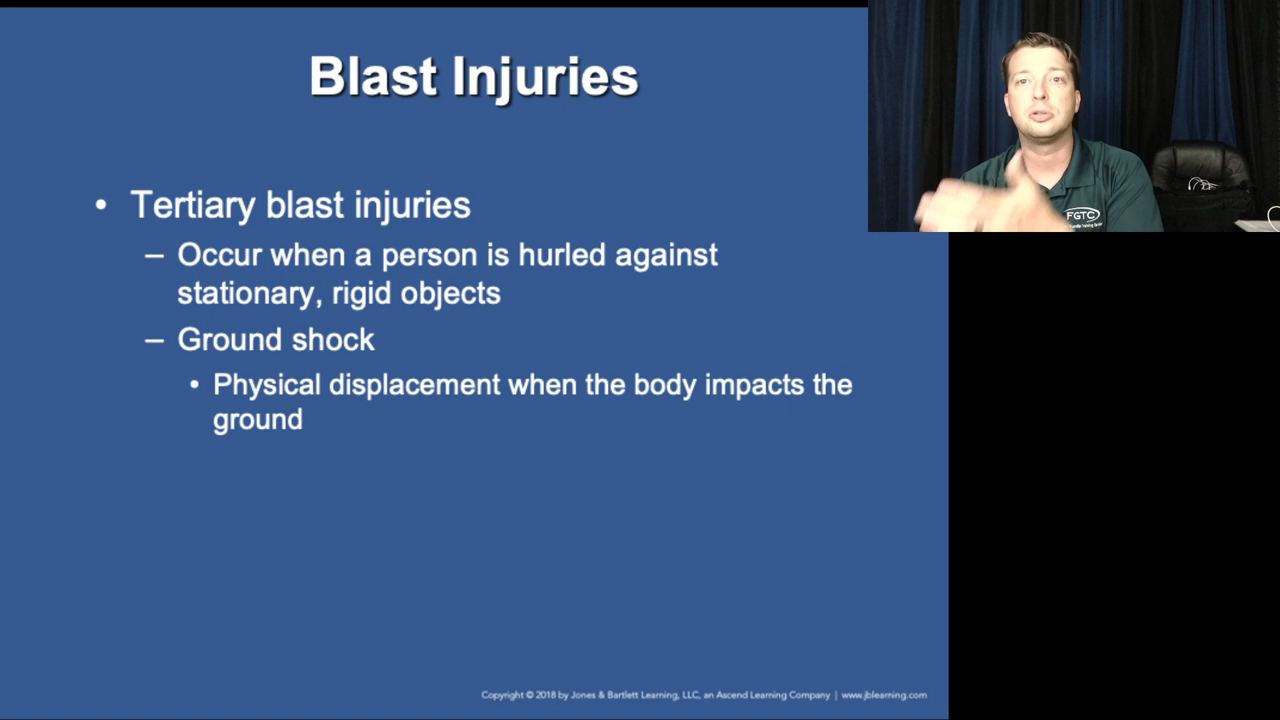 Blast Injuries
• Tertiary blast injuries
– Occur when a person is hurled against
stationary, rigid objects
– Ground shock
• Physical displacement when the body impacts the
ground
FGTC
Copyright © 2018 by Jones & Bartlett Learning, LLC, an Ascend Learning Company | www.jblearning.com